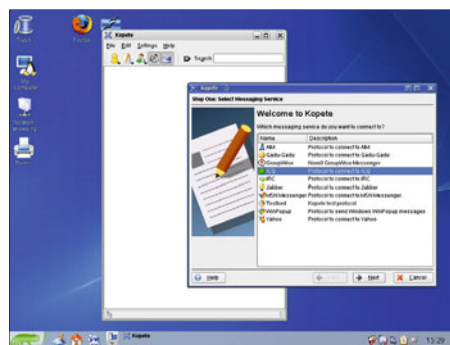 Trash
Firefox
My Computer
Network Browsing
Printer
Kopete
File Edit Settings Help
Search:
Kopete
Step One: Select Messaging Service
Welcome to Kopete
Which messaging service do you want to connect to?
Name Description
AIM Protocol to connect to AIM
Gadu-Gadu Protocol to connect to Gadu-Gadu
GroupWise Novell GroupWise Messenger
ICQ Protocol to connect to ICQ
IRC Protocol to connect to IRC
Jabber Protocol to connect to Jabber
MSN Messenger Protocol to connect to MSN Messenger
Testbed Kopete test protocol
WinPopup Protocol to send Windows WinPopup messages
Yahoo Protocol to connect to Yahoo
Help Back Next Cancel
Kopete
15:29